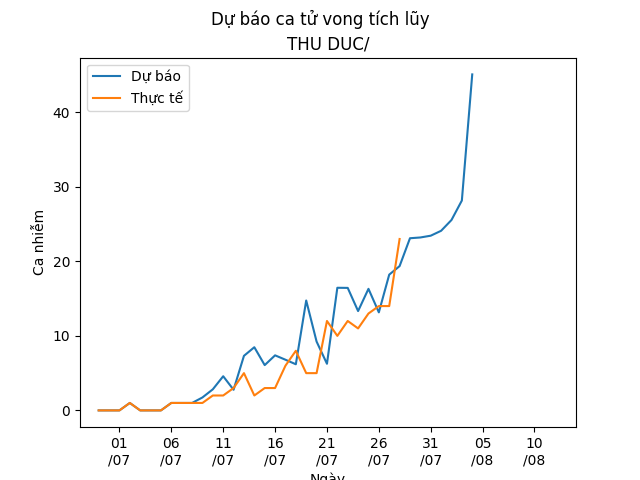 Dự báo ca tử vong tích lũy
THU DUC/
Dự báo
Thực tế
Ca nhiễm
40
30
20
10
0
01 06 11 16 21 26 31 05 10
/07 /07 /07 /07 /07 /07 /07 /08 /08
Ngày